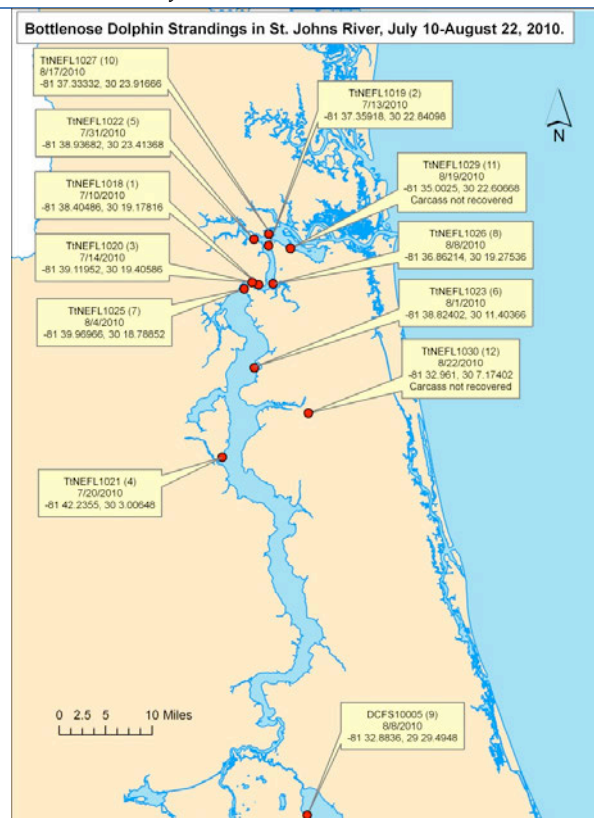 Bottlenose Dolphin Strandings in St. Johns River, July 10-August 22, 2010.
TtNEFL1027 (10)
8/17/2010
-81 37.33332, 30 23.91666
TtNEFL1019 (2)
7/13/2010
-81 37.35918, 30 22.84098
TtNEFL1022 (5)
7/31/2010
-81 38.93682, 30 23.41368
N
TtNEFL1029 (11)
8/19/2010
-81 35.0025, 30 22.60668
Carcass not recovered
TtNEFL1018 (1)
7/10/2010
-81 38.40486, 30 19.17816
TtNEFL1026 (8)
8/8/2010
-81 36.86214, 30 19.27536
TtNEFL1020 (3)
7/14/2010
-81 39.11952, 30 19.40586
TtNEFL1023 (6)
8/1/2010
-81 38.82402, 30 11.40366
TtNEFL1025 (7)
8/4/2010
-81 39.96966, 30 18.78852
TtNEFL1030 (12)
8/22/2010
-81 32.961, 30 7.17402
Carcass not recovered
TtNEFL1021 (4)
7/20/2010
-81 42.2355, 30 3.00648
0 2.5 5 10 Miles
DCFS10005 (9)
8/8/2010
-81 32.8836, 29 29.4948